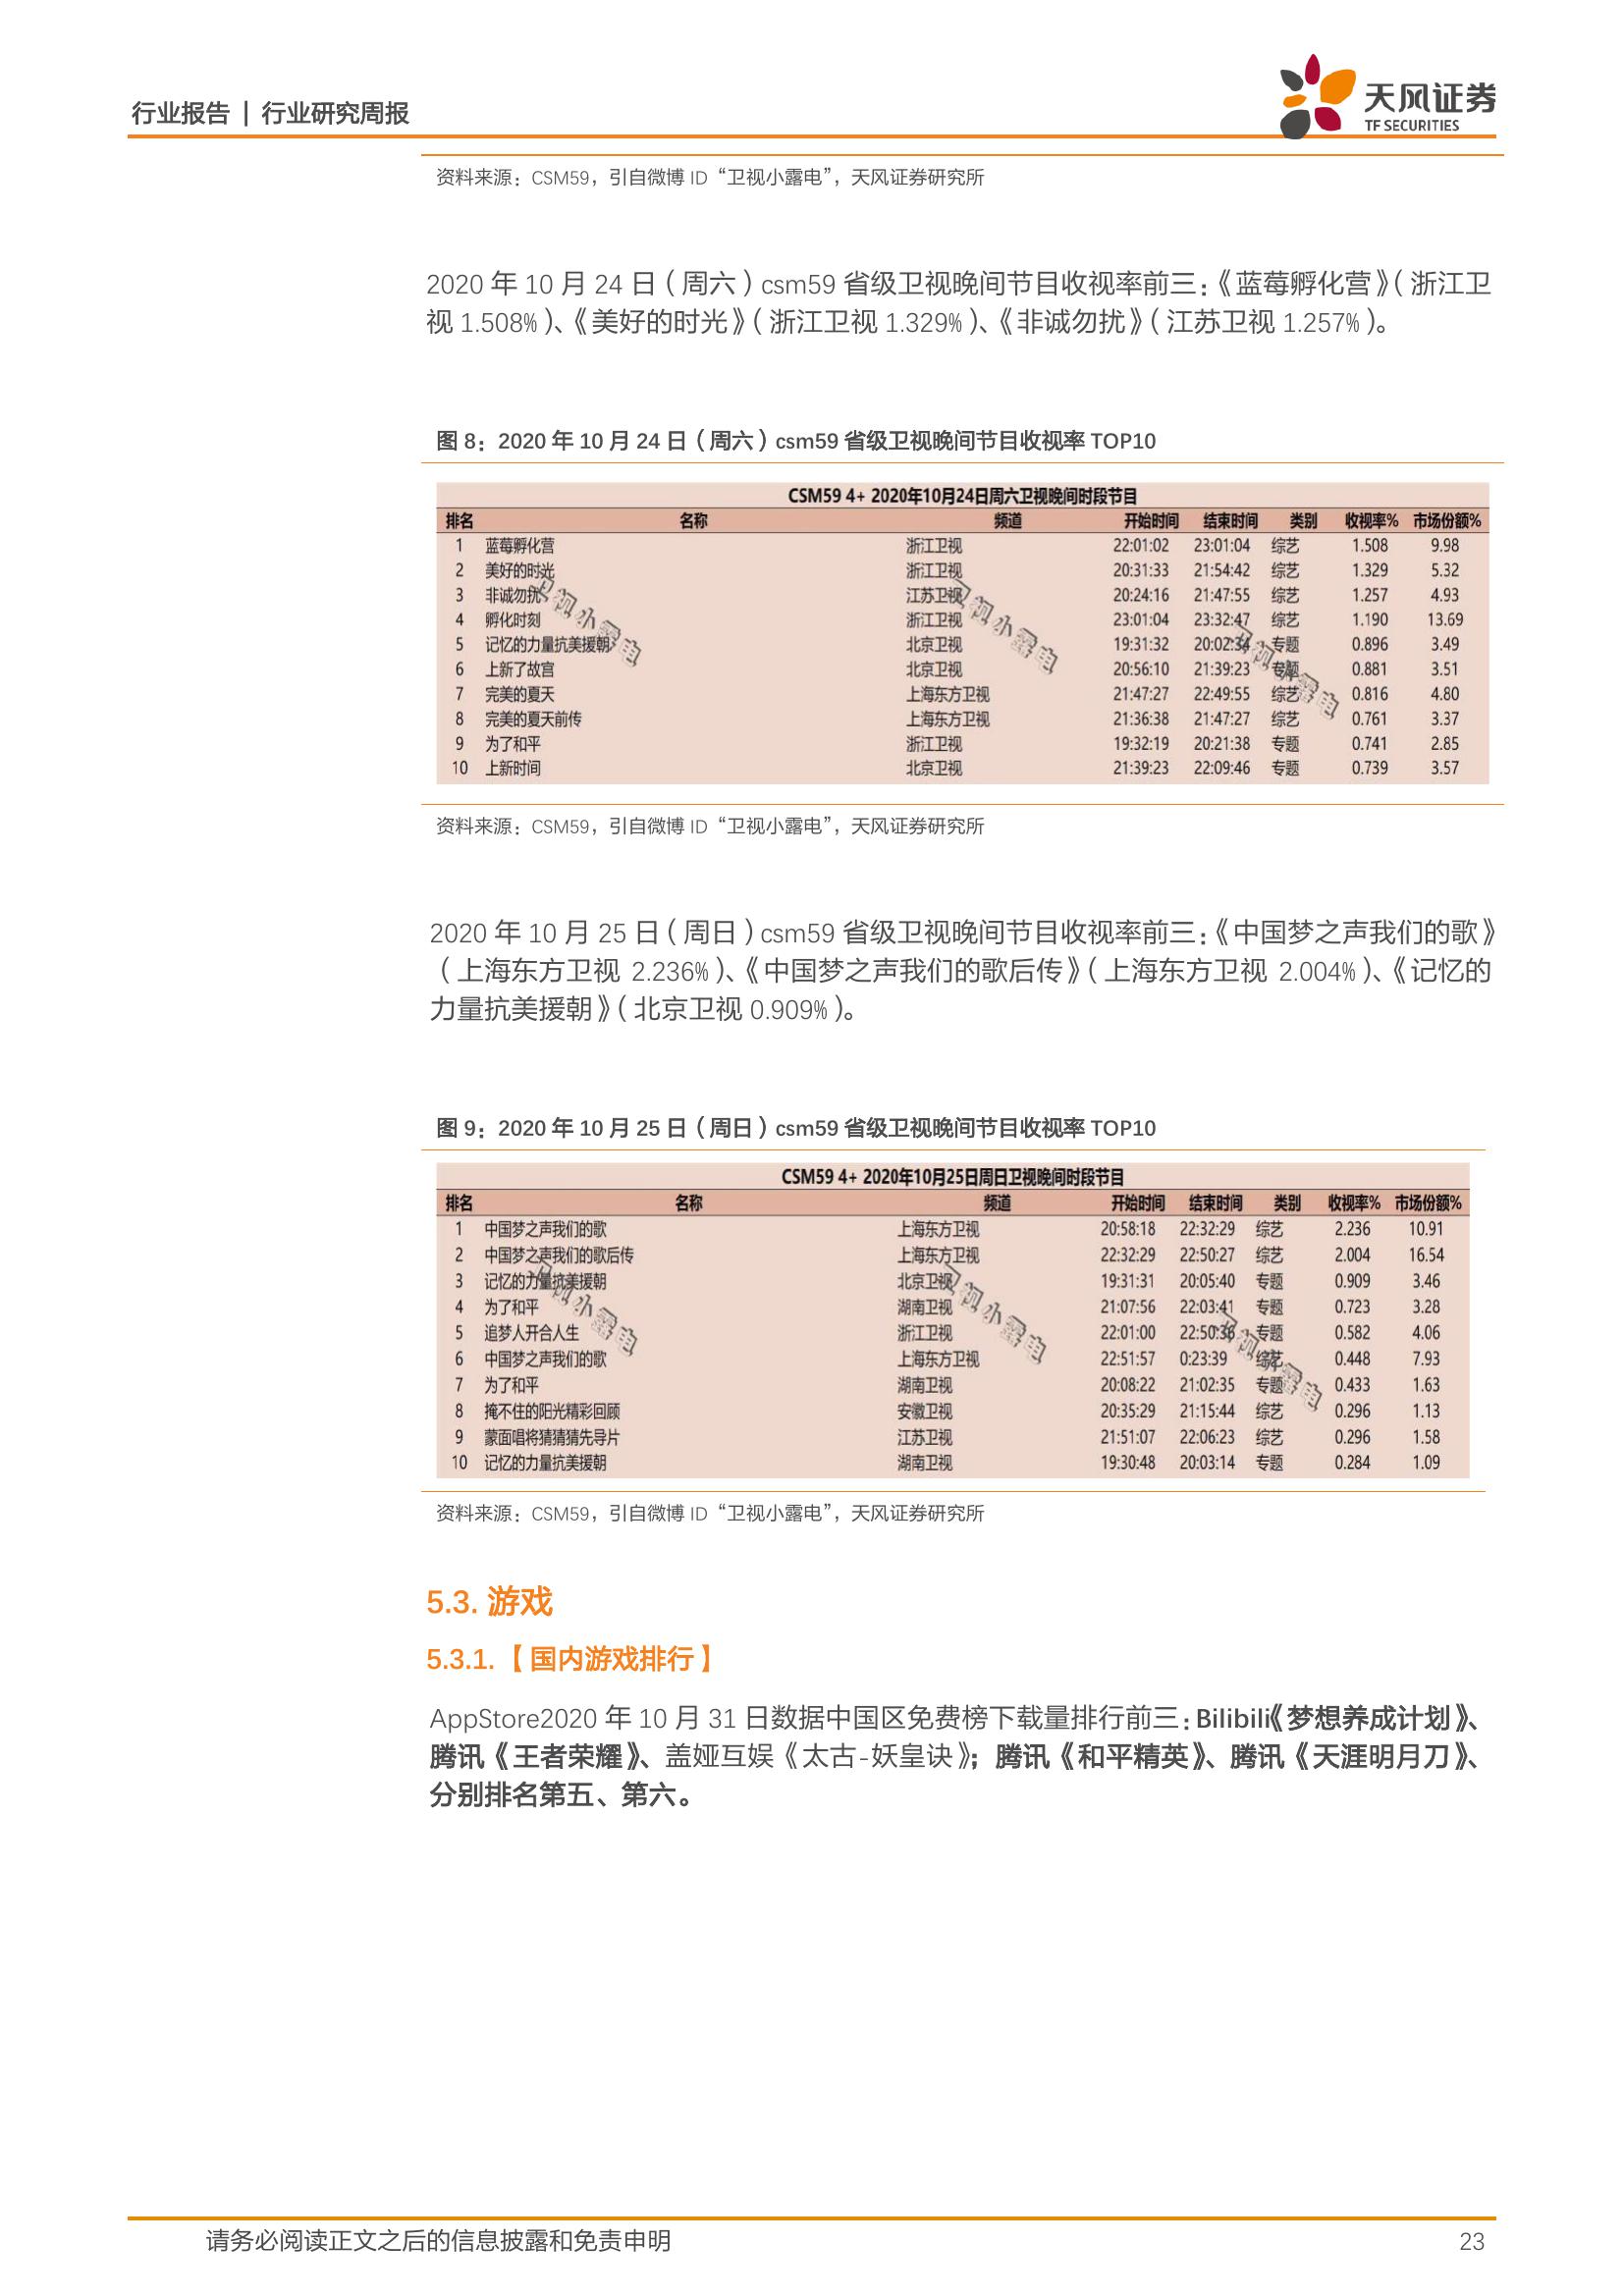 行业报告 | 行业研究周报
天风证券
TF SECURITIES
资料来源：CSM59，引自微博 ID“卫视小露电”，天风证券研究所
2020 年 10 月 24 日（周六）csm59 省级卫视晚间节目收视率前三：《蓝莓孵化营》（浙江卫
视 1.508%）、《美好的时光》（浙江卫视 1.329%）、《非诚勿扰》（江苏卫视 1.257%）。
图 8：2020 年 10 月 24 日（周六）csm59 省级卫视晚间节目收视率 TOP10
CSM59 4+ 2020年10月24日周六卫视晚间时段节目
排名 名称 频道 开始时间 结束时间 类别 收视率% 市场份额%
1 蓝莓孵化营 浙江卫视 22:01:02 23:01:04 综艺 1.508 9.98
2 美好的时光 浙江卫视 20:31:33 21:54:42 综艺 1.329 5.32
3 非诚勿扰 江苏卫视 20:24:16 21:47:55 综艺 1.257 4.93
4 孵化时刻 浙江卫视 23:01:04 23:32:47 综艺 1.190 13.69
5 记忆的力量抗美援朝 北京卫视 19:31:32 20:02:34 专题 0.896 3.49
6 上新了故宫 北京卫视 20:56:10 21:39:23 专题 0.881 3.51
7 完美的夏天 上海东方卫视 21:47:27 22:49:55 综艺 0.816 4.80
8 完美的夏天前传 上海东方卫视 21:36:38 21:47:27 综艺 0.761 3.37
9 为了和平 浙江卫视 19:32:19 20:21:38 专题 0.741 2.85
10 上新时间 北京卫视 21:39:23 22:09:46 专题 0.739 3.57
卫视小露电
卫视小露电
卫视小露电
资料来源：CSM59，引自微博 ID“卫视小露电”，天风证券研究所
2020 年 10 月 25 日（周日）csm59 省级卫视晚间节目收视率前三：《中国梦之声我们的歌》
（上海东方卫视 2.236%）、《中国梦之声我们的歌后传》（上海东方卫视 2.004%）、《记忆的
力量抗美援朝》（北京卫视 0.909%）。
图 9：2020 年 10 月 25 日（周日）csm59 省级卫视晚间节目收视率 TOP10
CSM59 4+ 2020年10月25日周日卫视晚间时段节目
排名 名称 频道 开始时间 结束时间 类别 收视率% 市场份额%
1 中国梦之声我们的歌 上海东方卫视 20:58:18 22:32:29 综艺 2.236 10.91
2 中国梦之声我们的歌后传 上海东方卫视 22:32:29 22:50:27 综艺 2.004 16.54
3 记忆的力量抗美援朝 北京卫视 19:31:31 20:05:40 专题 0.909 3.46
4 为了和平 湖南卫视 21:07:56 22:03:41 专题 0.723 3.28
5 追梦人开合人生 浙江卫视 22:01:00 22:50:36 专题 0.582 4.06
6 中国梦之声我们的歌 上海东方卫视 22:51:57 0:23:39 综艺 0.448 7.93
7 为了和平 湖南卫视 20:08:22 21:02:35 专题 0.433 1.63
8 掩不住的阳光精彩回顾 安徽卫视 20:35:29 21:15:44 综艺 0.296 1.13
9 蒙面唱将猜猜猜先导片 江苏卫视 21:51:07 22:06:23 综艺 0.296 1.58
10 记忆的力量抗美援朝 湖南卫视 19:30:48 20:03:14 专题 0.284 1.09
卫视小露电
卫视小露电
卫视小露电
资料来源：CSM59，引自微博 ID“卫视小露电”，天风证券研究所
5.3. 游戏
5.3.1.【国内游戏排行】
AppStore2020 年 10 月 31 日数据中国区免费榜下载量排行前三：Bilibili《梦想养成计划》、
腾讯《王者荣耀》、盖娅互娱《太古-妖皇诀》；腾讯《和平精英》、腾讯《天涯明月刀》、
分别排名第五、第六。
请务必阅读正文之后的信息披露和免责申明 23